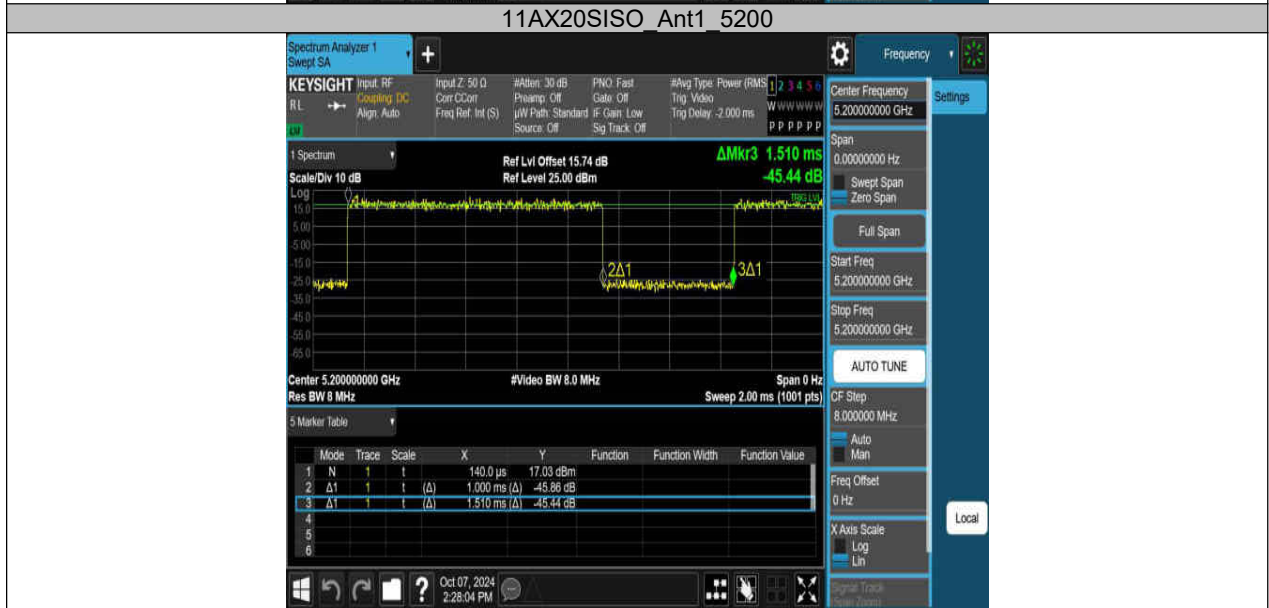 11AX20SISO_Ant1_5200
Spectrum Analyzer 1
Swept SA
+
Frequency
KEYSIGHT Input: RF Input Z: 50 Ω #Atten: 30 dB PNO: Fast #Avg Type: Power (RMS 1 2 3 4 5 6
RL Coupling: DC Corr CCorr Preamp: Off Gate: Off Trig: Video
Align: Auto Freq Ref: Int (S) µW Path: Standard IF Gain: Low Trig Delay: -2.000 ms W W W W W W
Source: Off Sig Track: Off P P P P P P
1 Spectrum
Ref Lvl Offset 15.74 dB
ΔMkr3 1.510 ms
Scale/Div 10 dB
Ref Level 25.00 dBm
-45.44 dB
Log
TRIG LVL
15.0
5.00
-5.00
-15.0
-25.0
-35.0
-45.0
-55.0
-65.0
2Δ1
3Δ1
Center 5.200000000 GHz #Video BW 8.0 MHz Span 0 Hz
Res BW 8 MHz Sweep 2.00 ms (1001 pts)
5 Marker Table
Mode Trace Scale X Y Function Function Width Function Value
1 N 1 t 140.0 µs 17.03 dBm
2 Δ1 1 t (Δ) 1.000 ms (Δ) -45.86 dB
3 Δ1 1 t (Δ) 1.510 ms (Δ) -45.44 dB
4
5
6
?
Oct 07, 2024
2:28:04 PM
Center Frequency
5.200000000 GHz
Settings
Span
0.00000000 Hz
Swept Span
Zero Span
Full Span
Start Freq
5.200000000 GHz
Stop Freq
5.200000000 GHz
AUTO TUNE
CF Step
8.000000 MHz
Auto
Man
Freq Offset
0 Hz
X Axis Scale
Log
Lin
Local
Signal Track
(Span Zoom)